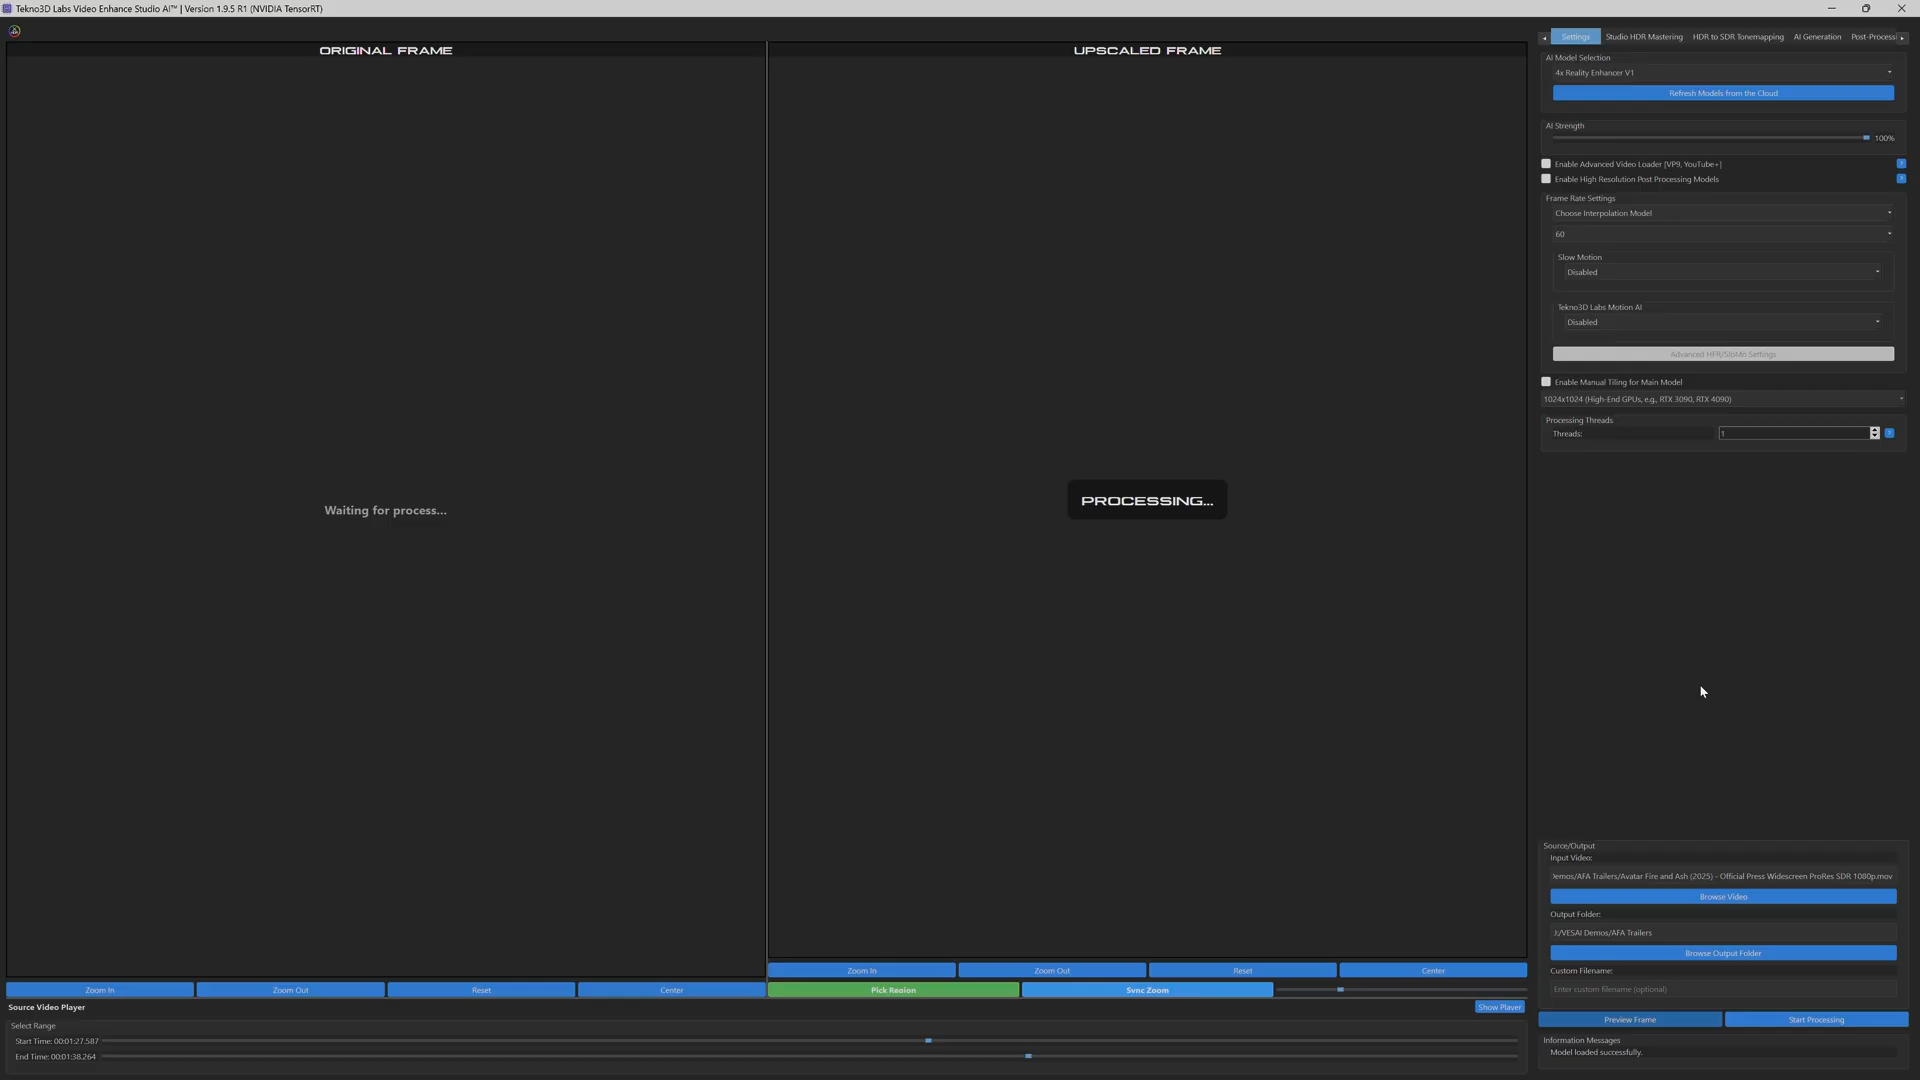 Tekno3D Labs Video Enhance Studio AI™ | Version 1.9.5 R1 (NVIDIA TensorRT)
ORIGINAL FRAME
UPSCALED FRAME
Waiting for process...
PROCESSING...
Zoom In
Zoom Out
Reset
Center
Zoom In
Zoom Out
Reset
Center
Pick Region
Sync Zoom
Source Video Player
Show Player
Select Range
Start Time: 00:01:27.587
End Time: 00:01:38.264
Settings
Studio HDR Mastering
HDR to SDR Tonemapping
AI Generation
Post-Process
AI Model Selection
4x Reality Enhancer V1
Refresh Models from the Cloud
AI Strength
100%
Enable Advanced Video Loader [VP9, YouTube+]
?
Enable High Resolution Post Processing Models
?
Frame Rate Settings
Choose Interpolation Model
60
Slow Motion
Disabled
Tekno3D Labs Motion AI
Disabled
Advanced HFR/SloMo Settings
Enable Manual Tiling for Main Model
1024x1024 (High-End GPUs, e.g., RTX 3090, RTX 4090)
Processing Threads
Threads:
1
?
Source/Output
Input Video:
emos/AFA Trailers/Avatar Fire and Ash (2025) - Official Press Widescreen ProRes SDR 1080p.mov
Browse Video
Output Folder:
J:/VESAI Demos/AFA Trailers
Browse Output Folder
Custom Filename:
Enter custom filename (optional)
Preview Frame
Start Processing
Information Messages
Model loaded successfully.